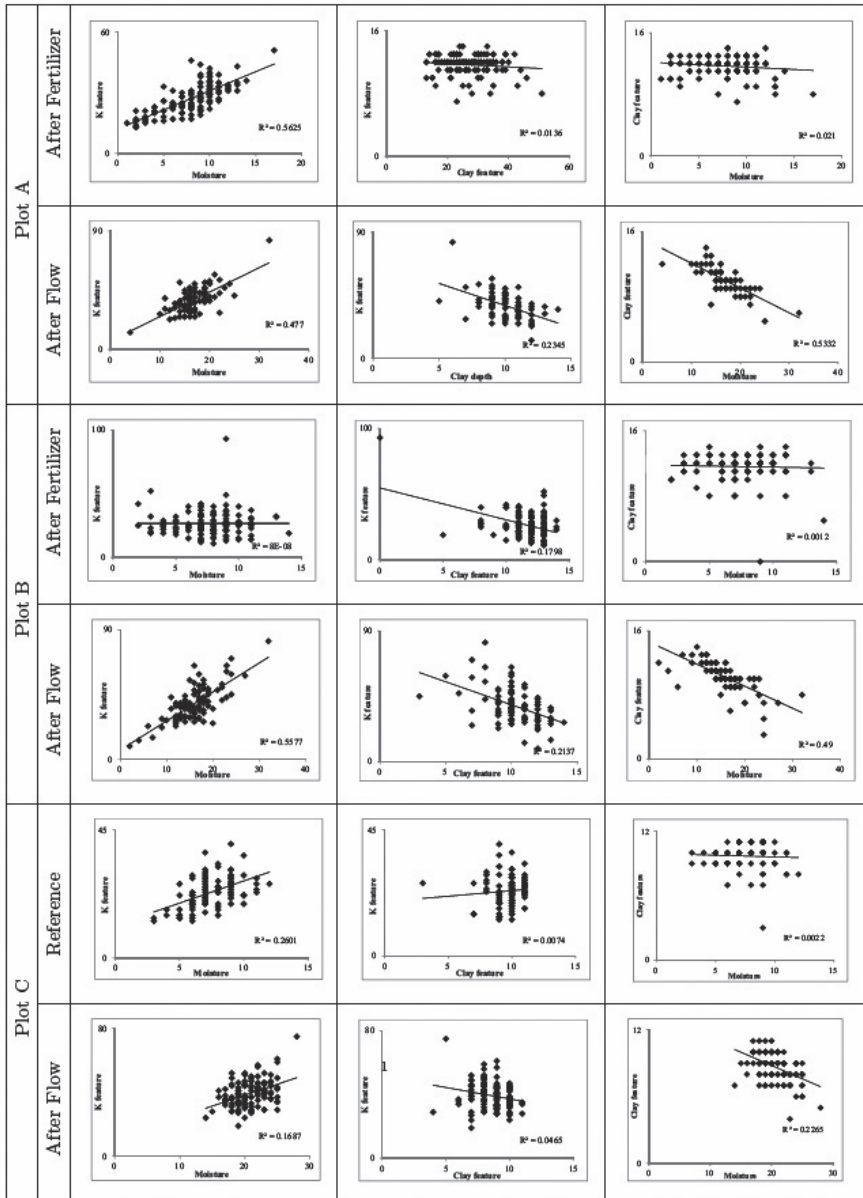 Plot A
After Fertilizer
60
K feature
R² = 0.5625
0
0 5 10 15 20
Moisture
16
K feature
R² = 0.0136
0
0 20 40 60
Clay feature
16
Clay feature
R² = 0.021
0
0 5 10 15 20
Moisture
After Flow
90
K feature
R² = 0.477
0
0 10 20 30 40
Moisture
90
K feature
R² = 0.2345
0
0 5 10 15
Clay depth
16
Clay feature
R² = 0.5332
0
0 10 20 30 40
Moisture
Plot B
After Fertilizer
100
K feature
R² = 8E-08
0
0 5 10 15
Moisture
100
K feature
R² = 0.1798
0
0 5 10 15
Clay feature
16
Clay feature
R² = 0.0012
0
0 5 10 15
Moisture
After Flow
90
K feature
R² = 0.5577
0
0 10 20 30 40
Moisture
90
K feature
R² = 0.2137
0
0 5 10 15
Clay feature
16
Clay feature
R² = 0.49
0
0 10 20 30 40
Moisture
Plot C
Reference
45
K feature
R² = 0.2601
0
0 5 10 15
Moisture
45
K feature
R² = 0.0074
0
0 5 10 15
Clay feature
12
Clay feature
R² = 0.0022
0
0 5 10 15
Moisture
After Flow
80
K feature
R² = 0.1687
0
0 10 20 30
Moisture
80
1
K feature
R² = 0.0465
0
0 5 10 15
Clay feature
12
Clay feature
R² = 0.2265
0
0 10 20 30
Moisture